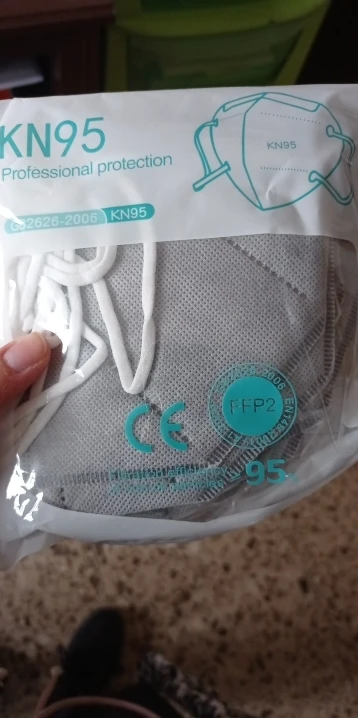 KN95
Professional protection
KN95
GB2626-2006 KN95
CE
FFP2
95